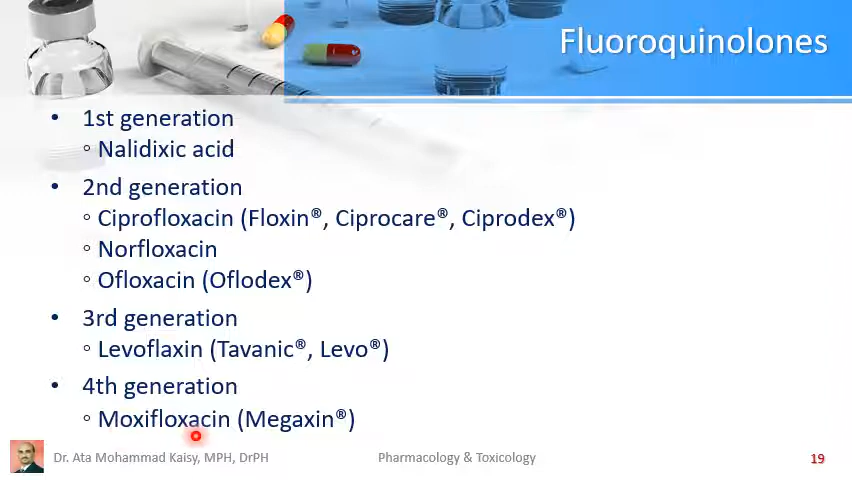 Fluoroquinolones
• 1st generation
◦ Nalidixic acid
• 2nd generation
◦ Ciprofloxacin (Floxin®, Ciprocare®, Ciprodex®)
◦ Norfloxacin
◦ Ofloxacin (Oflodex®)
• 3rd generation
◦ Levoflaxin (Tavanic®, Levo®)
• 4th generation
◦ Moxifloxacin (Megaxin®)
Dr. Ata Mohammad Kaisy, MPH, DrPH
Pharmacology & Toxicology
19